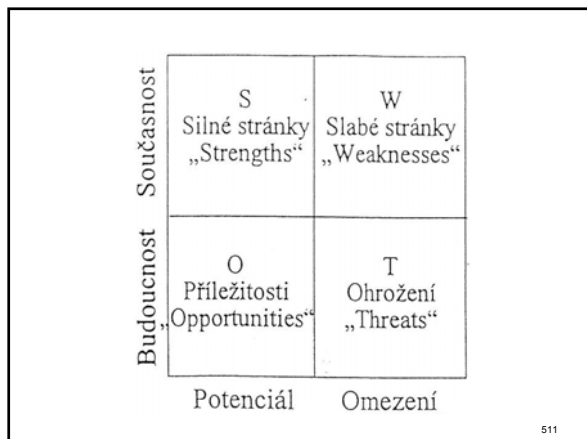 Současnost
S
Silné stránky
„Strengths“
W
Slabé stránky
„Weaknesses“
Budoucnost
O
Příležitosti
„Opportunities“
T
Ohrožení
„Threats“
Potenciál
Omezení
511